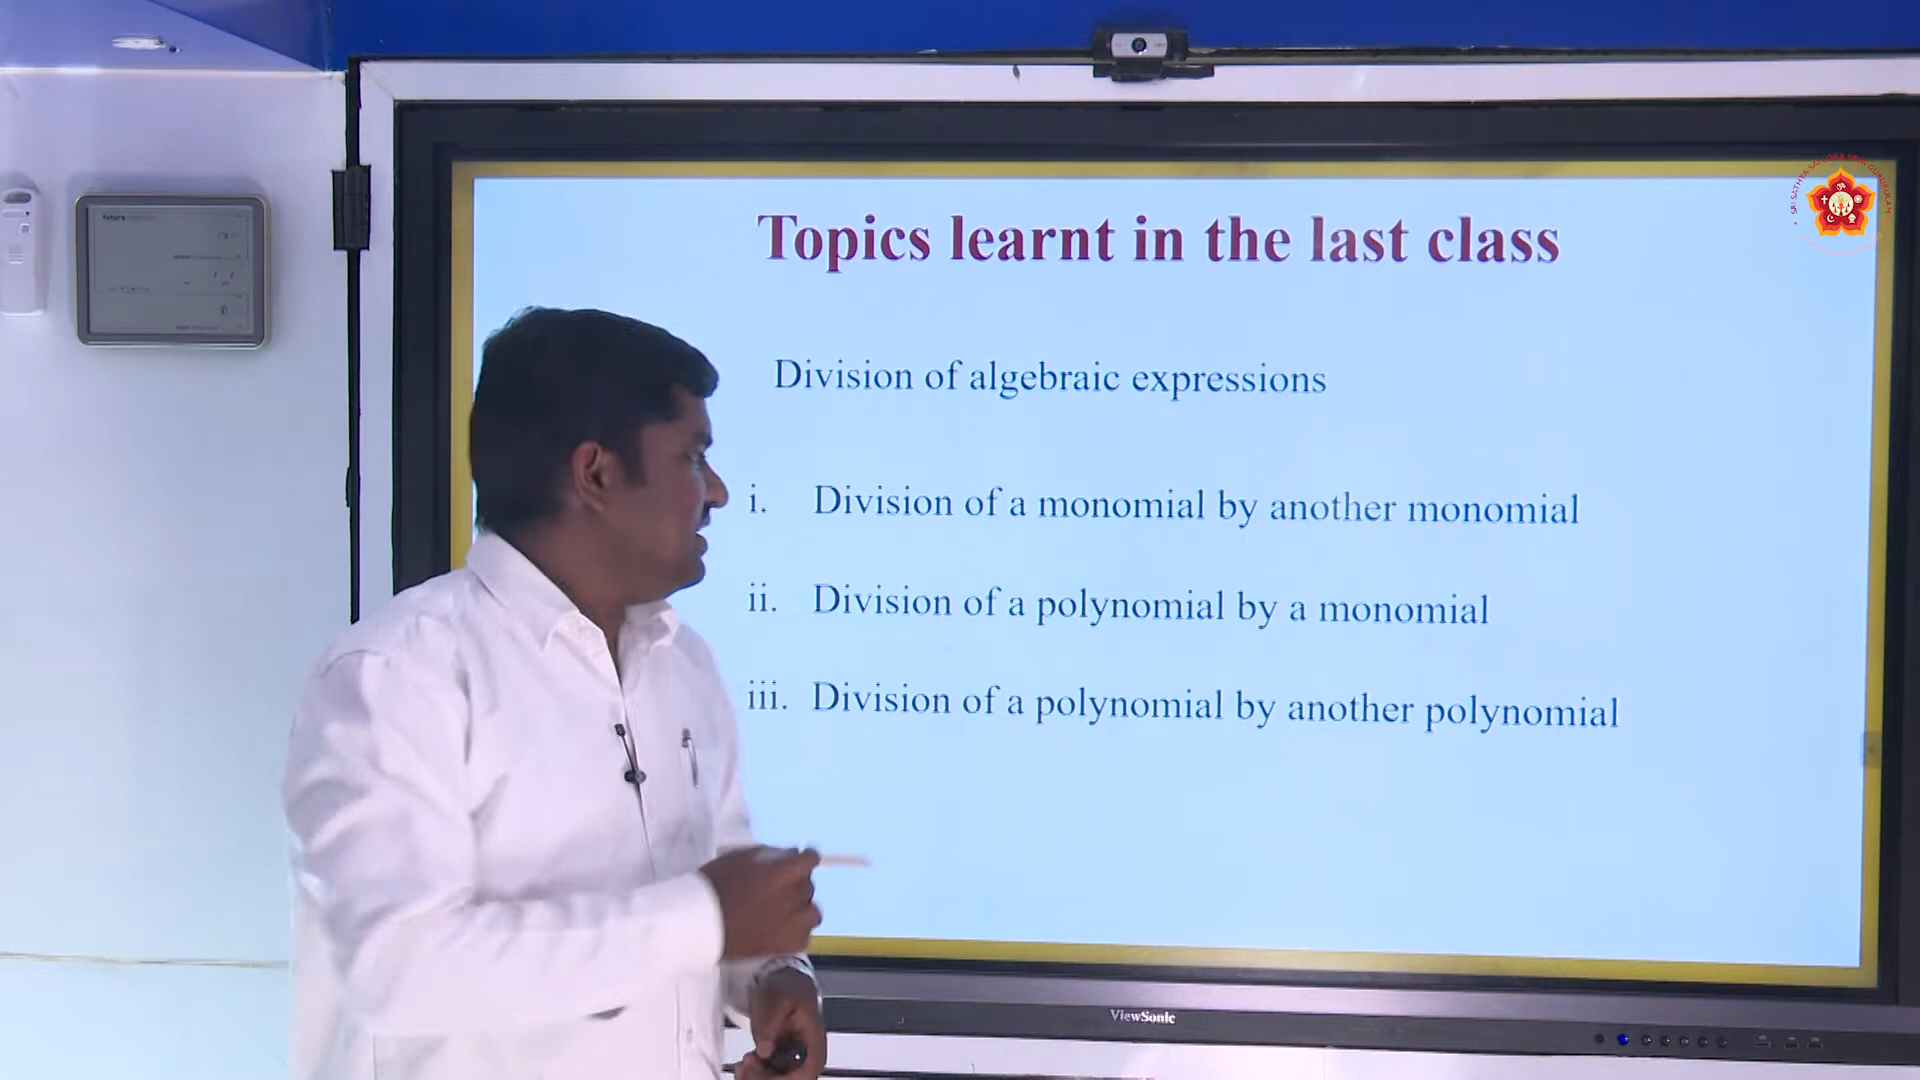 Topics learnt in the last class
Division of algebraic expressions
i. Division of a monomial by another monomial
ii. Division of a polynomial by a monomial
iii. Division of a polynomial by another polynomial
ViewSonic
future